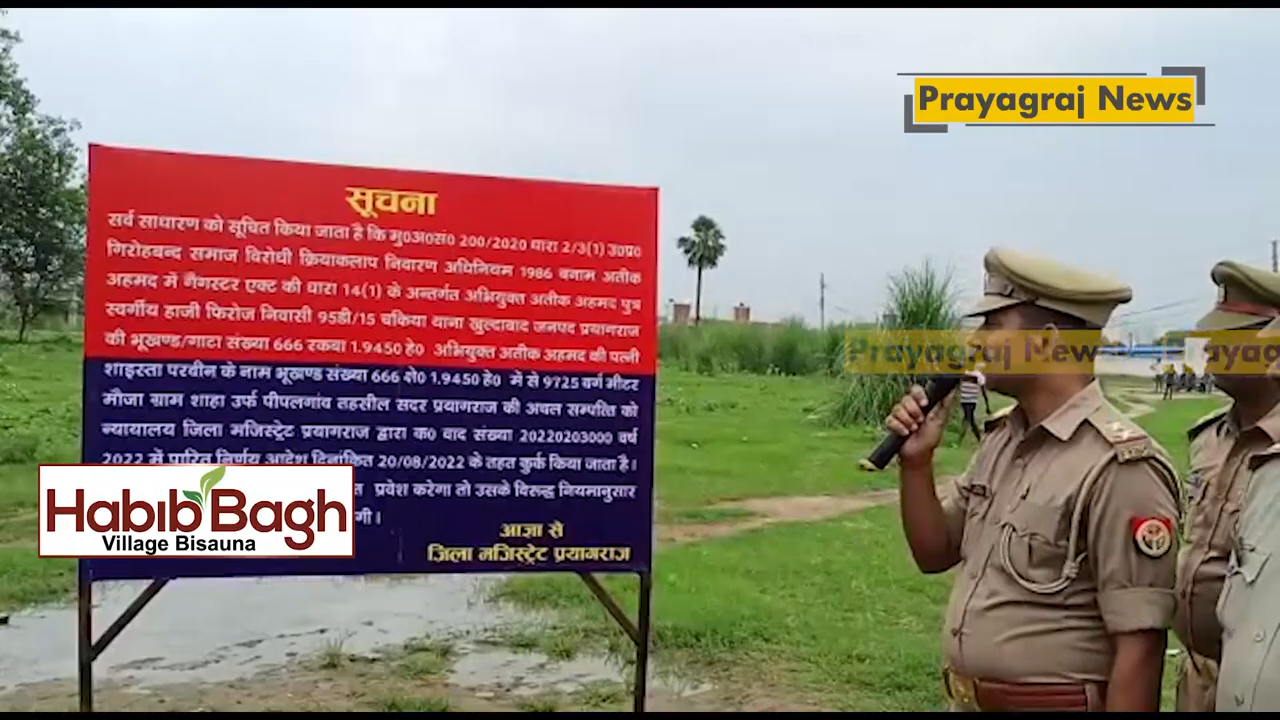 Prayagraj News
सूचना
सर्व साधारण को सूचित किया जाता है कि मु0अ0सं0 200/2020 धारा 2/3(1) उ0प्र0
गिरोहबन्द समाज विरोधी क्रियाकलाप निवारण अधिनियम 1986 बनाम अतीक
अहमद में गैंगस्टर एक्ट की धारा 14(1) के अन्तर्गत अभियुक्त अतीक अहमद पुत्र
स्वर्गीय हाजी फिरोज निवासी 95डी/15 चकिया थाना खुल्दाबाद जनपद प्रयागराज
की भूखण्ड/गाटा संख्या 666 रकवा 1.9450 हे0 अभियुक्त अतीक अहमद की पत्नी
शाइस्ता परवीन के नाम भूखण्ड संख्या 666 क्षे0 1.9450 हे0 में से 9725 वर्ग मीटर
मौजा ग्राम शाहा उर्फ पीपलगांव तहसील सदर प्रयागराज की अचल सम्पत्ति को
न्यायालय जिला मजिस्ट्रेट प्रयागराज द्वारा क0 वाद संख्या 20220203000 वर्ष
2022 में पारित निर्णय आदेश दिनांकित 20/08/2022 के तहत कुर्क किया जाता है।
प्रवेश करेगा तो उसके विरुद्ध नियमानुसार
आज्ञा से
जिला मजिस्ट्रेट प्रयागराज
Habib Bagh
Village Bisauna
Prayagraj News
Prayagra